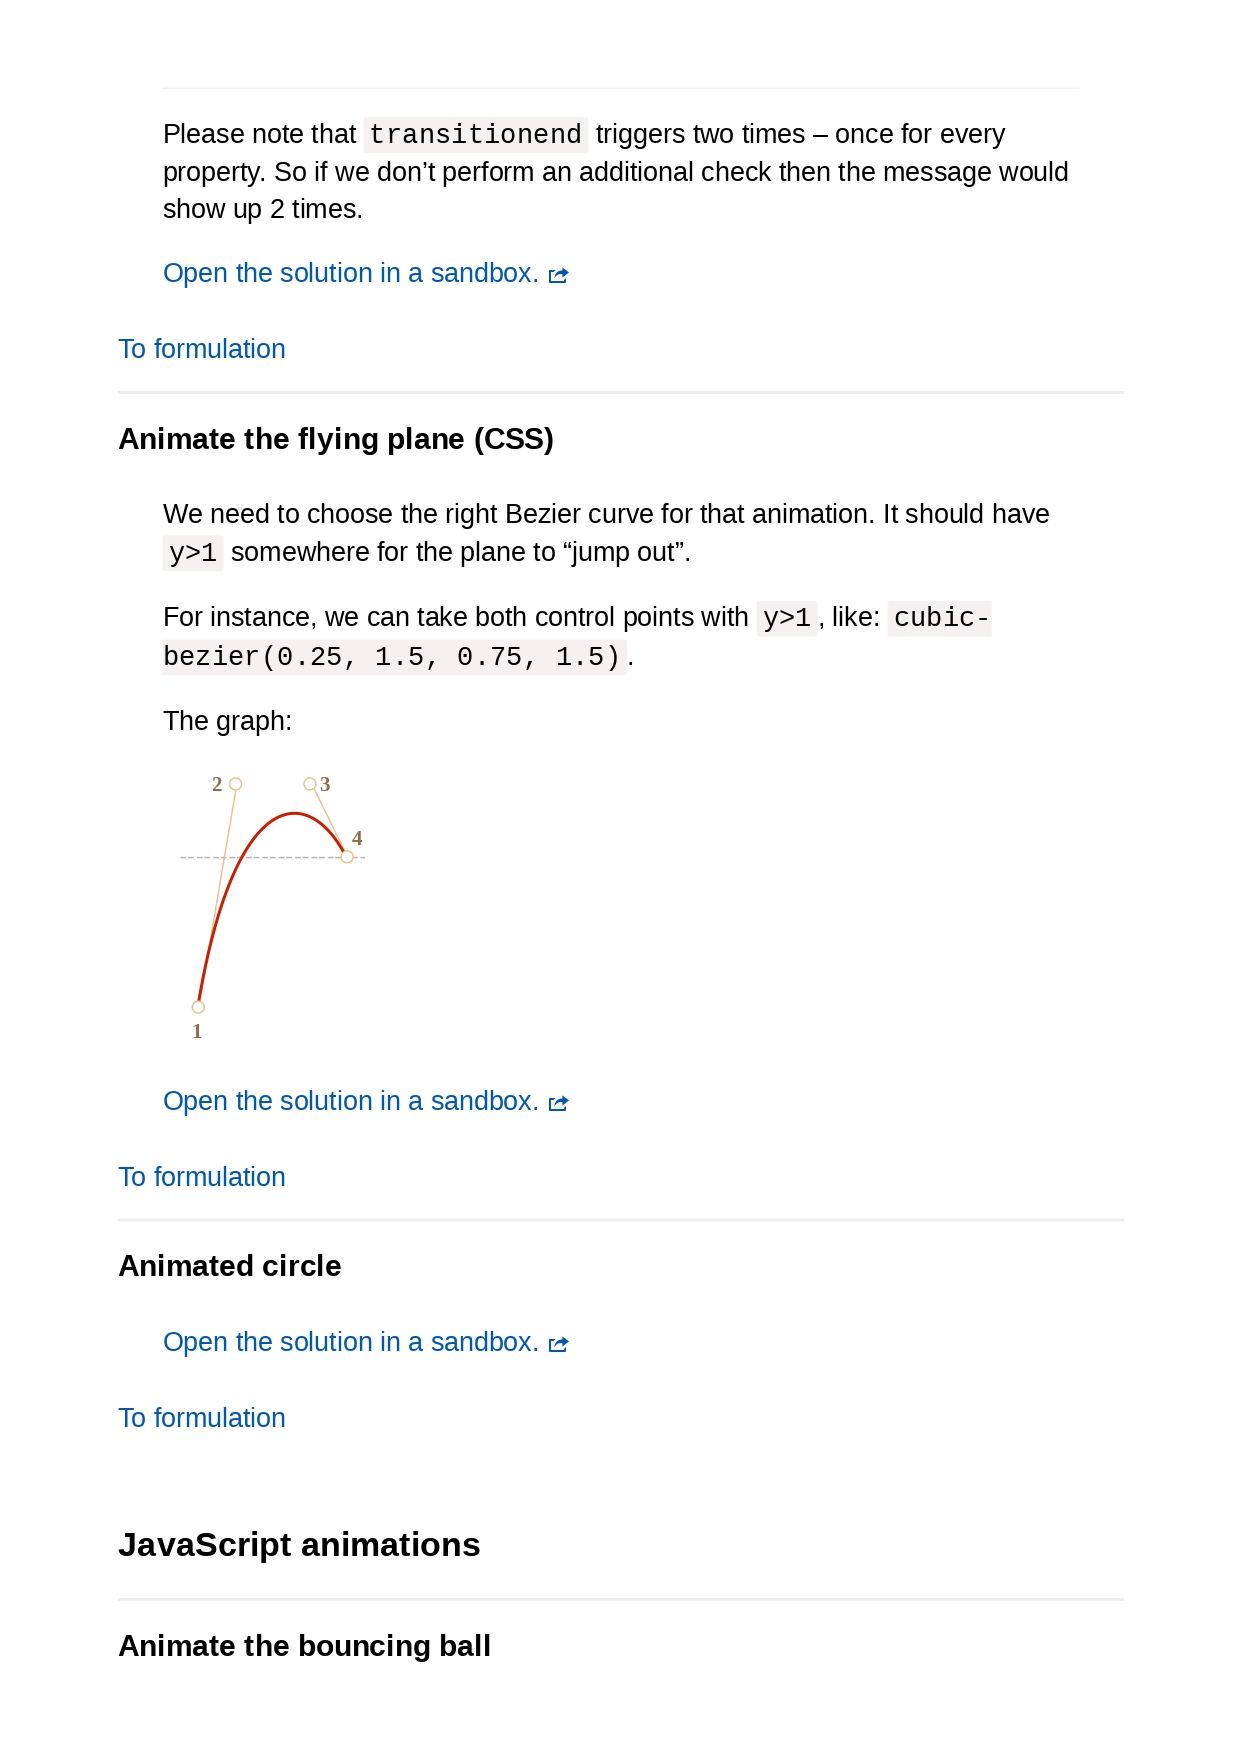 Please note that transitionend triggers two times – once for every
property. So if we don’t perform an additional check then the message would
show up 2 times.
Open the solution in a sandbox.
To formulation
Animate the flying plane (CSS)
We need to choose the right Bezier curve for that animation. It should have
y>1 somewhere for the plane to “jump out”.
For instance, we can take both control points with y>1, like: cubic-
bezier(0.25, 1.5, 0.75, 1.5).
The graph:
2 3
4
1
Open the solution in a sandbox.
To formulation
Animated circle
Open the solution in a sandbox.
To formulation
JavaScript animations
Animate the bouncing ball